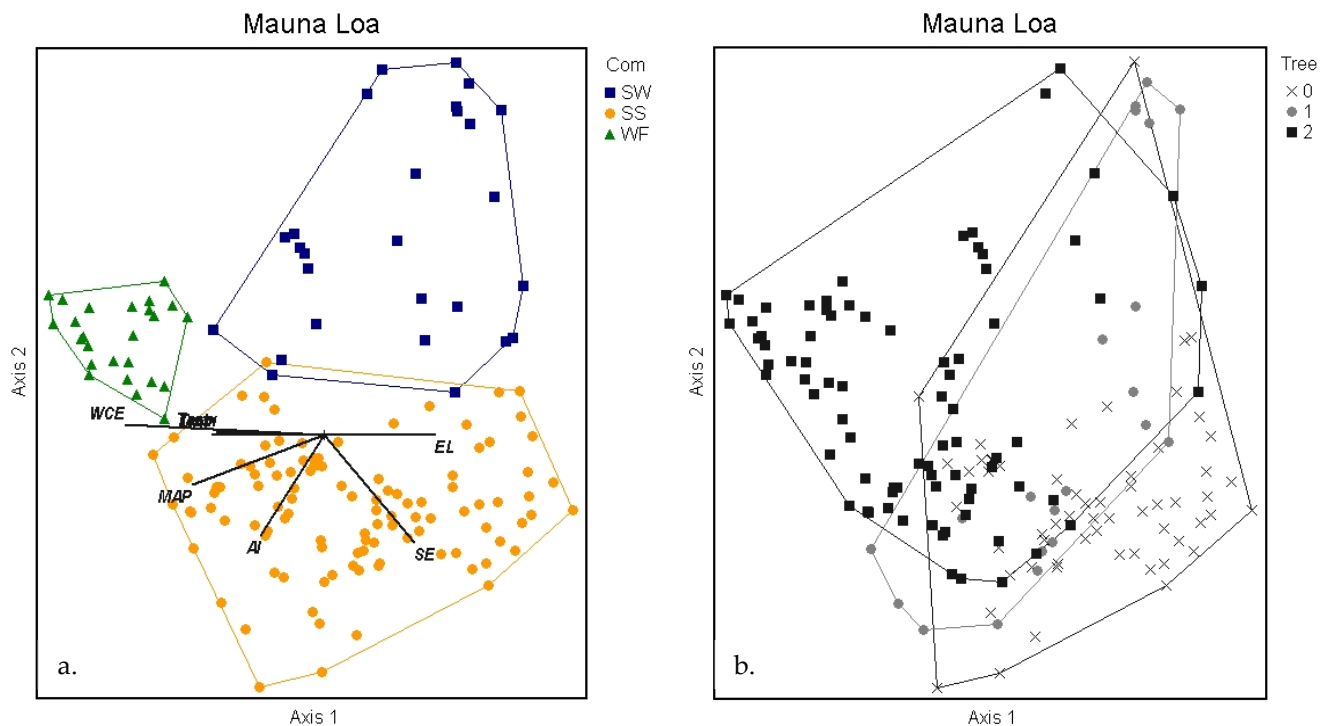 Mauna Loa
Com
SW
SS
WF
WCE
EL
MAP
AI
SE
a.
Axis 1
Axis 2
Mauna Loa
Tree
0
1
2
b.
Axis 1
Axis 2